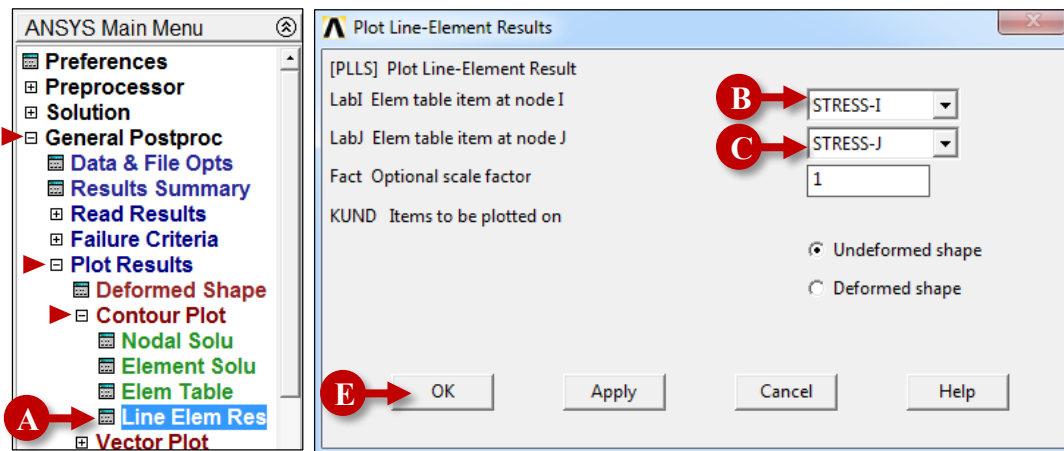 ANSYS Main Menu
Preferences
Preprocessor
Solution
General Postproc
Data & File Opts
Results Summary
Read Results
Failure Criteria
Plot Results
Deformed Shape
Contour Plot
Nodal Solu
Element Solu
Elem Table
A
Line Elem Res
Vector Plot
Plot Line-Element Results
X
[PLLS] Plot Line-Element Result
LabI Elem table item at node I B STRESS-I
LabJ Elem table item at node J C STRESS-J
Fact Optional scale factor 1
KUND Items to be plotted on
Undeformed shape
Deformed shape
E OK Apply Cancel Help